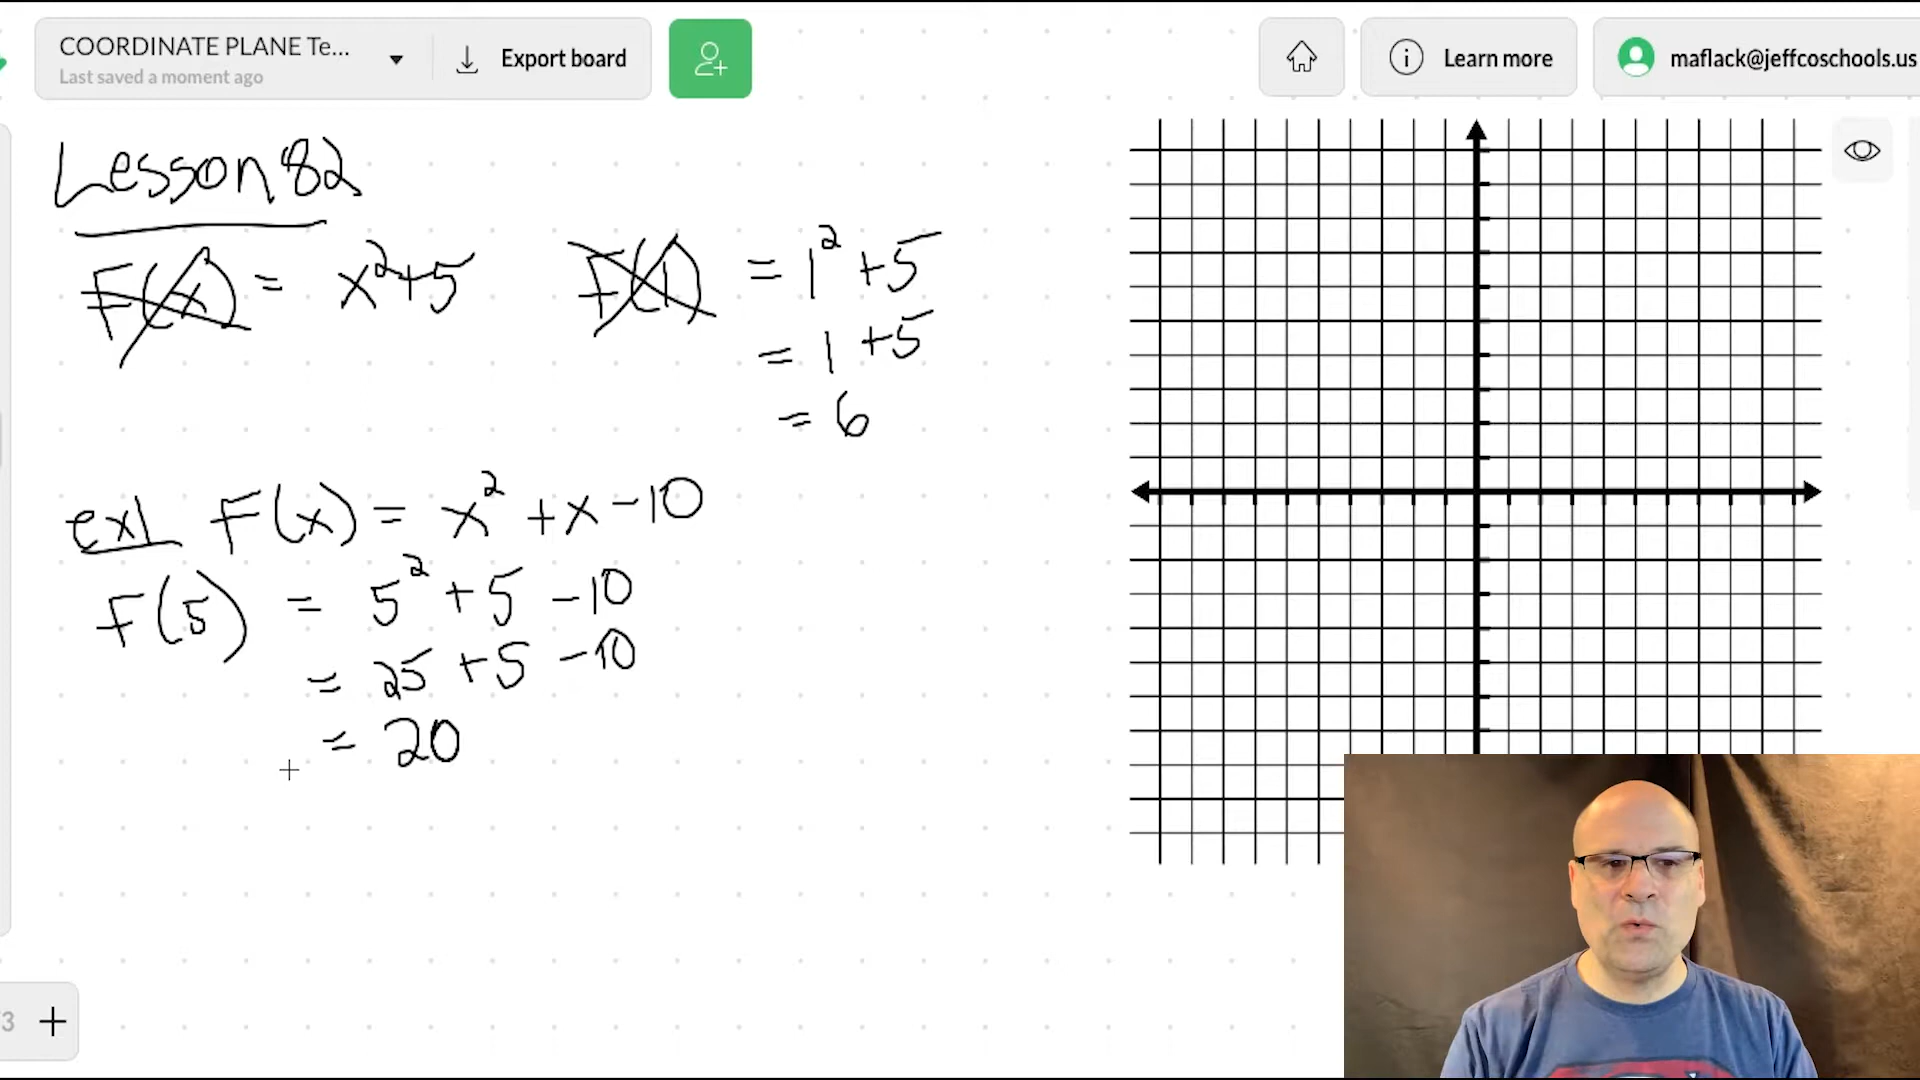 COORDINATE PLANE Te...
Last saved a moment ago
Export board
Learn more
maflack@jeffcoschools.us
Lesson 82
F(x) = x²+5
F(1) = 1² +5
= 1 +5
= 6
ex1 F(x) = x² +x -10
F(5) = 5² +5 -10
= 25 +5 -10
= 20
3 +